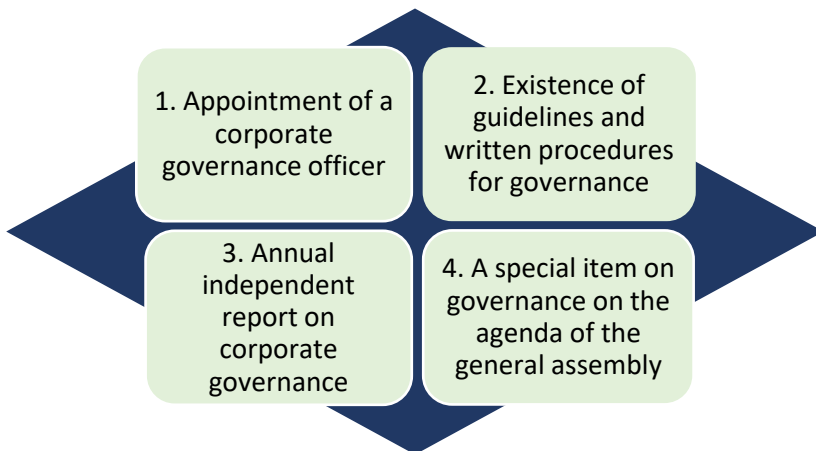 1. Appointment of a
corporate
governance officer
2. Existence of
guidelines and
written procedures
for governance
3. Annual
independent
report on
corporate
governance
4. A special item on
governance on the
agenda of the
general assembly